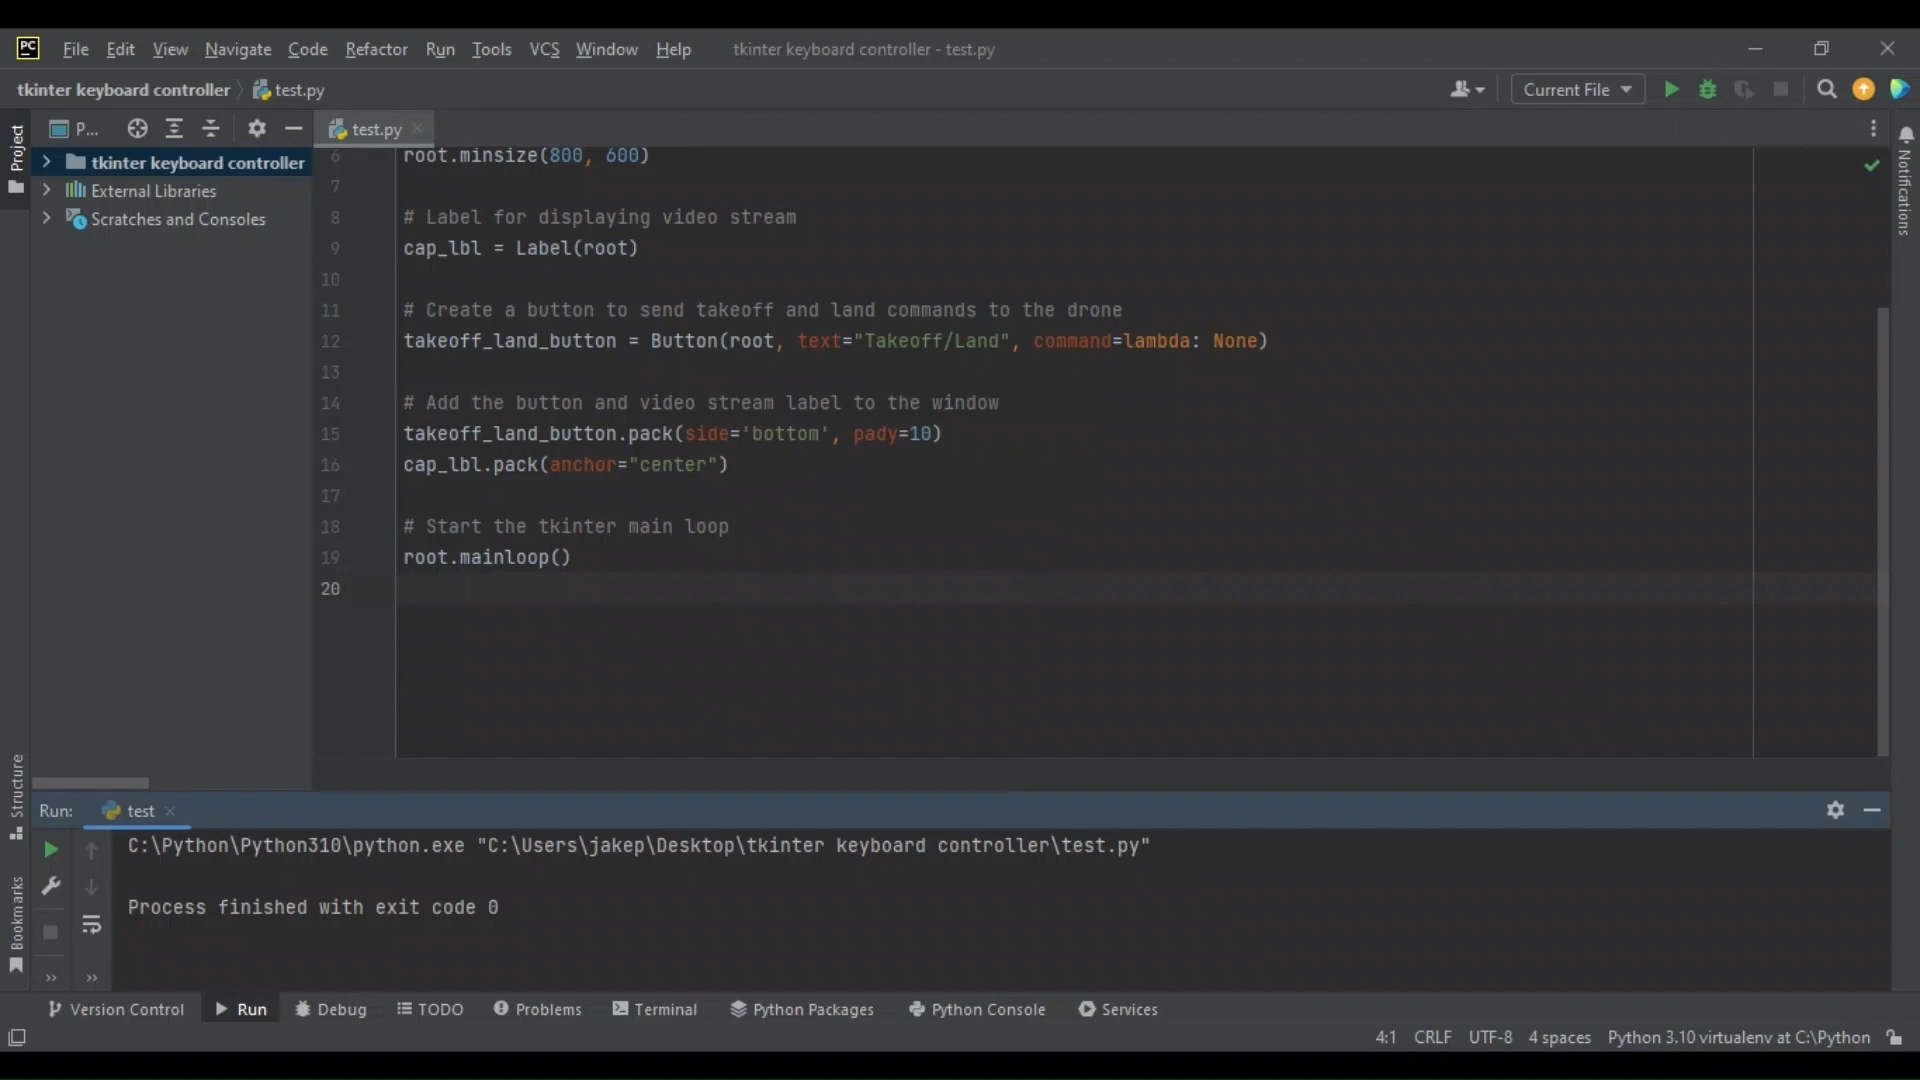 PC File Edit View Navigate Code Refactor Run Tools VCS Window Help tkinter keyboard controller - test.py
tkinter keyboard controller test.py Current File
Project P... test.py
tkinter keyboard controller
External Libraries
Scratches and Consoles
6 root.minsize(800, 600)
7
8 # Label for displaying video stream
9 cap_lbl = Label(root)
10
11 # Create a button to send takeoff and land commands to the drone
12 takeoff_land_button = Button(root, text="Takeoff/Land", command=lambda: None)
13
14 # Add the button and video stream label to the window
15 takeoff_land_button.pack(side='bottom', pady=10)
16 cap_lbl.pack(anchor="center")
17
18 # Start the tkinter main loop
19 root.mainloop()
20
Notifications
Structure
Bookmarks
Run: test
C:\Python\Python310\python.exe "C:\Users\jakep\Desktop\tkinter keyboard controller\test.py"
Process finished with exit code 0
Version Control Run Debug TODO Problems Terminal Python Packages Python Console Services
4:1 CRLF UTF-8 4 spaces Python 3.10 virtualenv at C:\Python